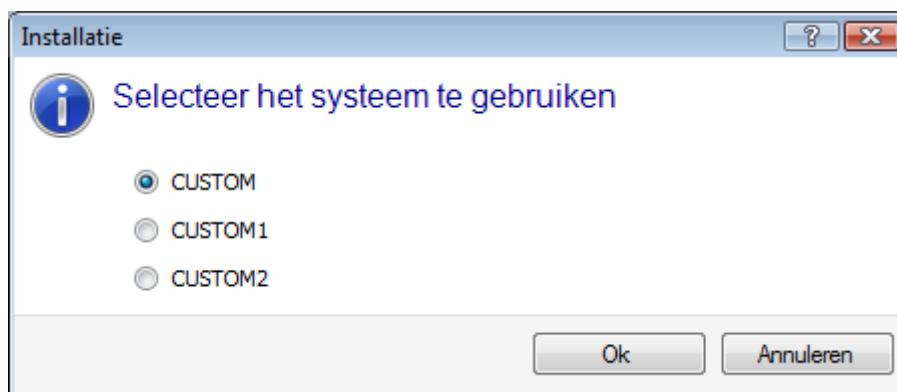 Installatie
Selecteer het systeem te gebruiken
CUSTOM
CUSTOM1
CUSTOM2
Ok Annuleren